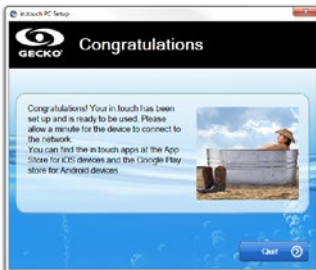 in.touch PC Setup
GECKO
Congratulations
Congratulations! Your in.touch has been
set up and is ready to be used. Please
allow a minute for the device to connect to
the network.
You can find the in.touch apps at the App
Store for iOS devices and the Google Play
store for Android devices
Quit